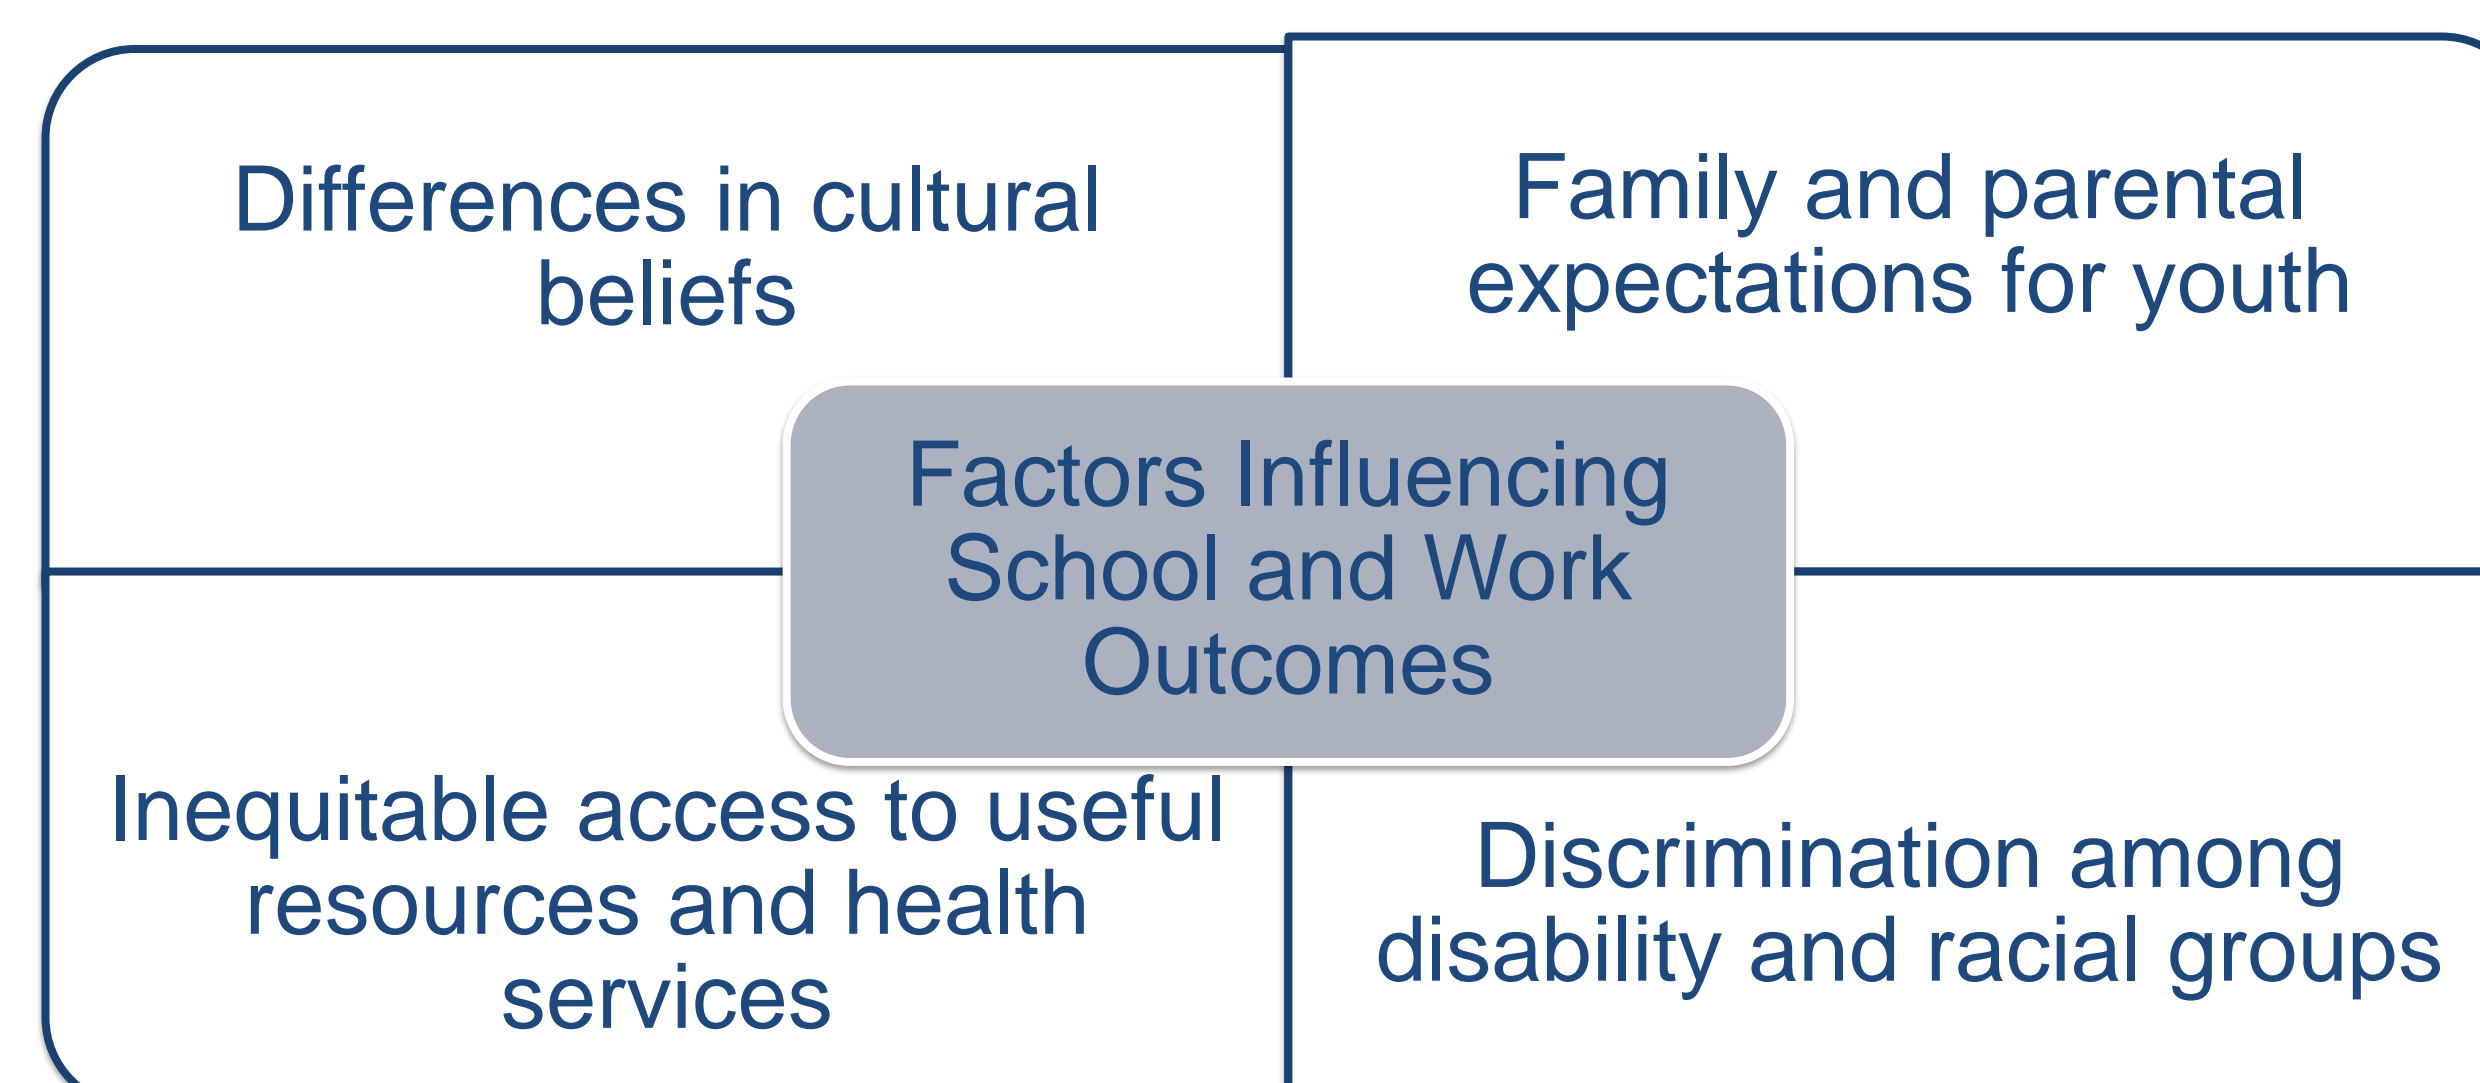 Differences in cultural
beliefs
Family and parental
expectations for youth
Factors Influencing
School and Work
Outcomes
Inequitable access to useful
resources and health
services
Discrimination among
disability and racial groups